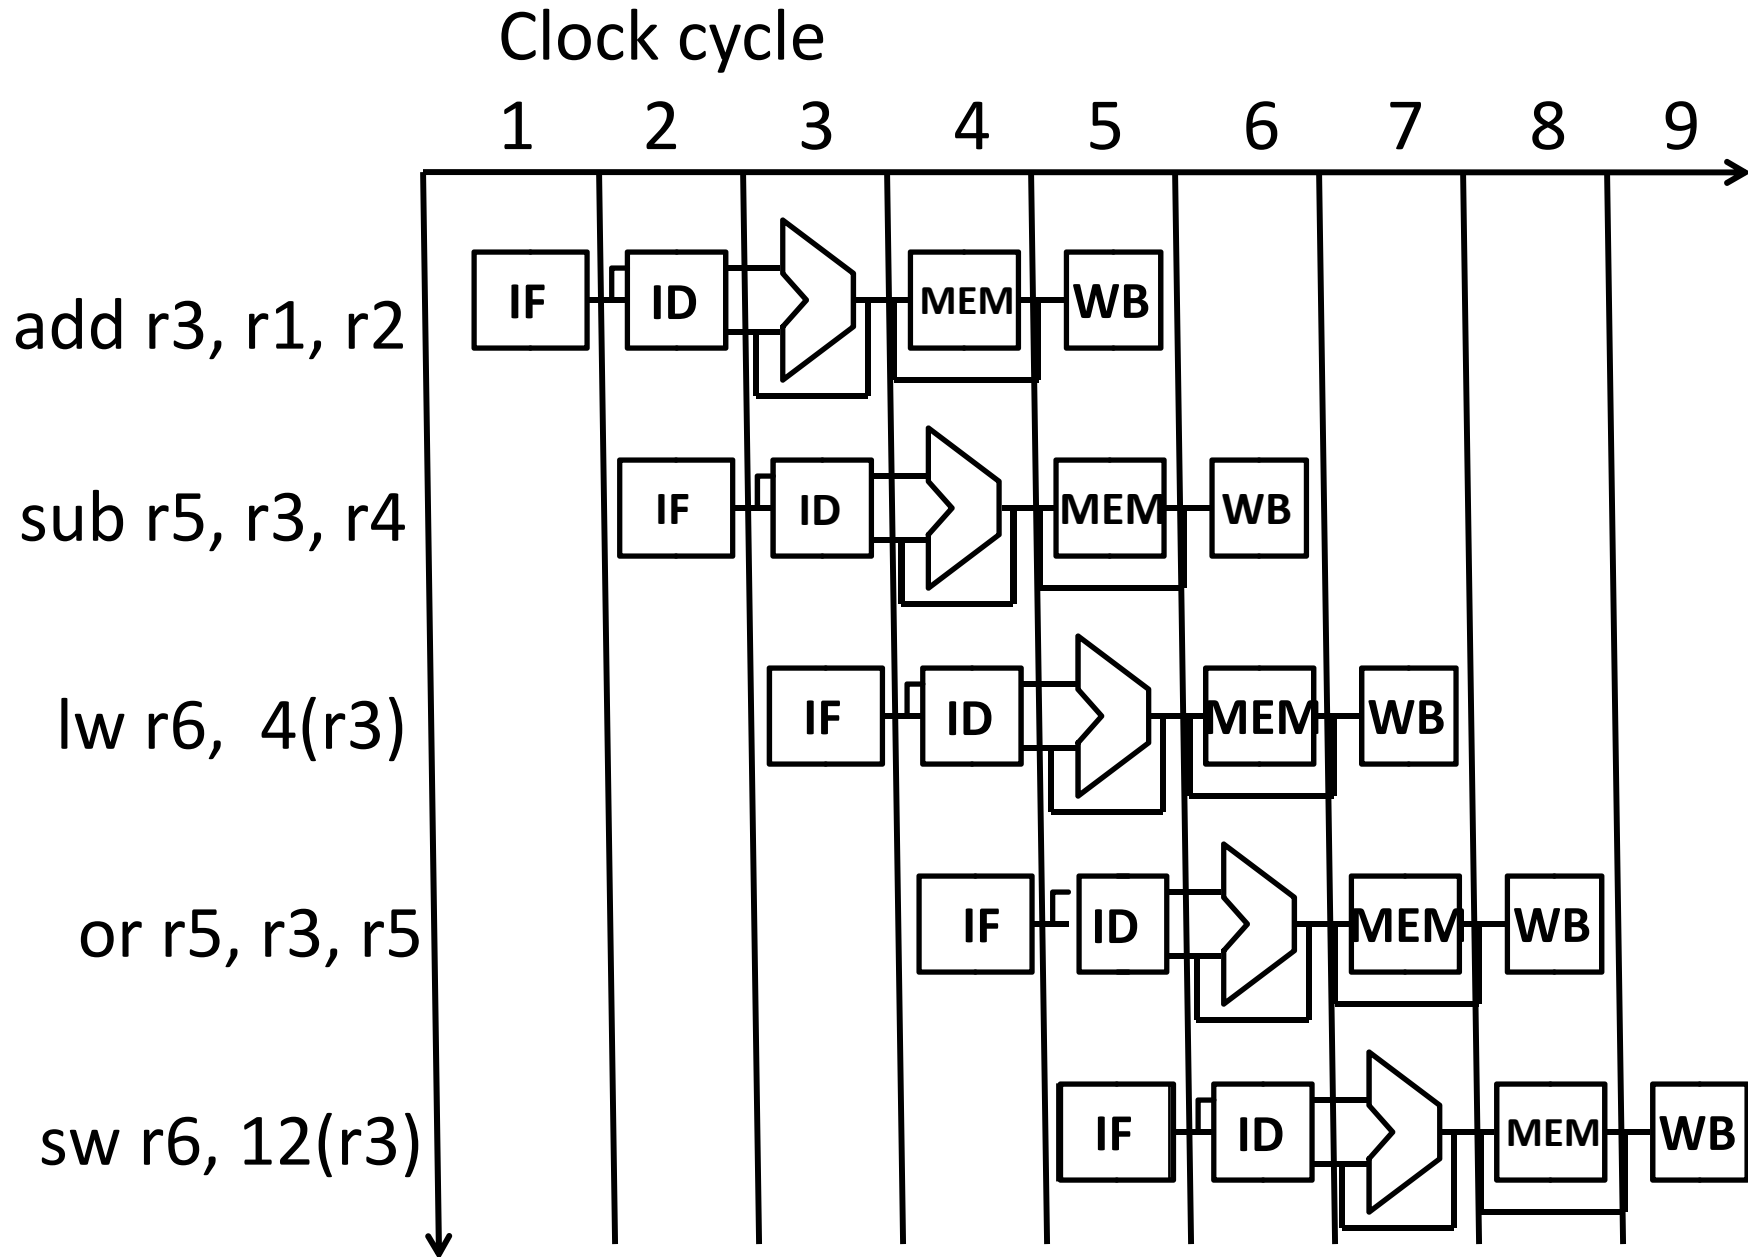 Clock cycle
1 2 3 4 5 6 7 8 9
add r3, r1, r2 IF ID MEM WB
sub r5, r3, r4 IF ID MEM WB
lw r6, 4(r3) IF ID MEM WB
or r5, r3, r5 IF ID MEM WB
sw r6, 12(r3) IF ID MEM WB